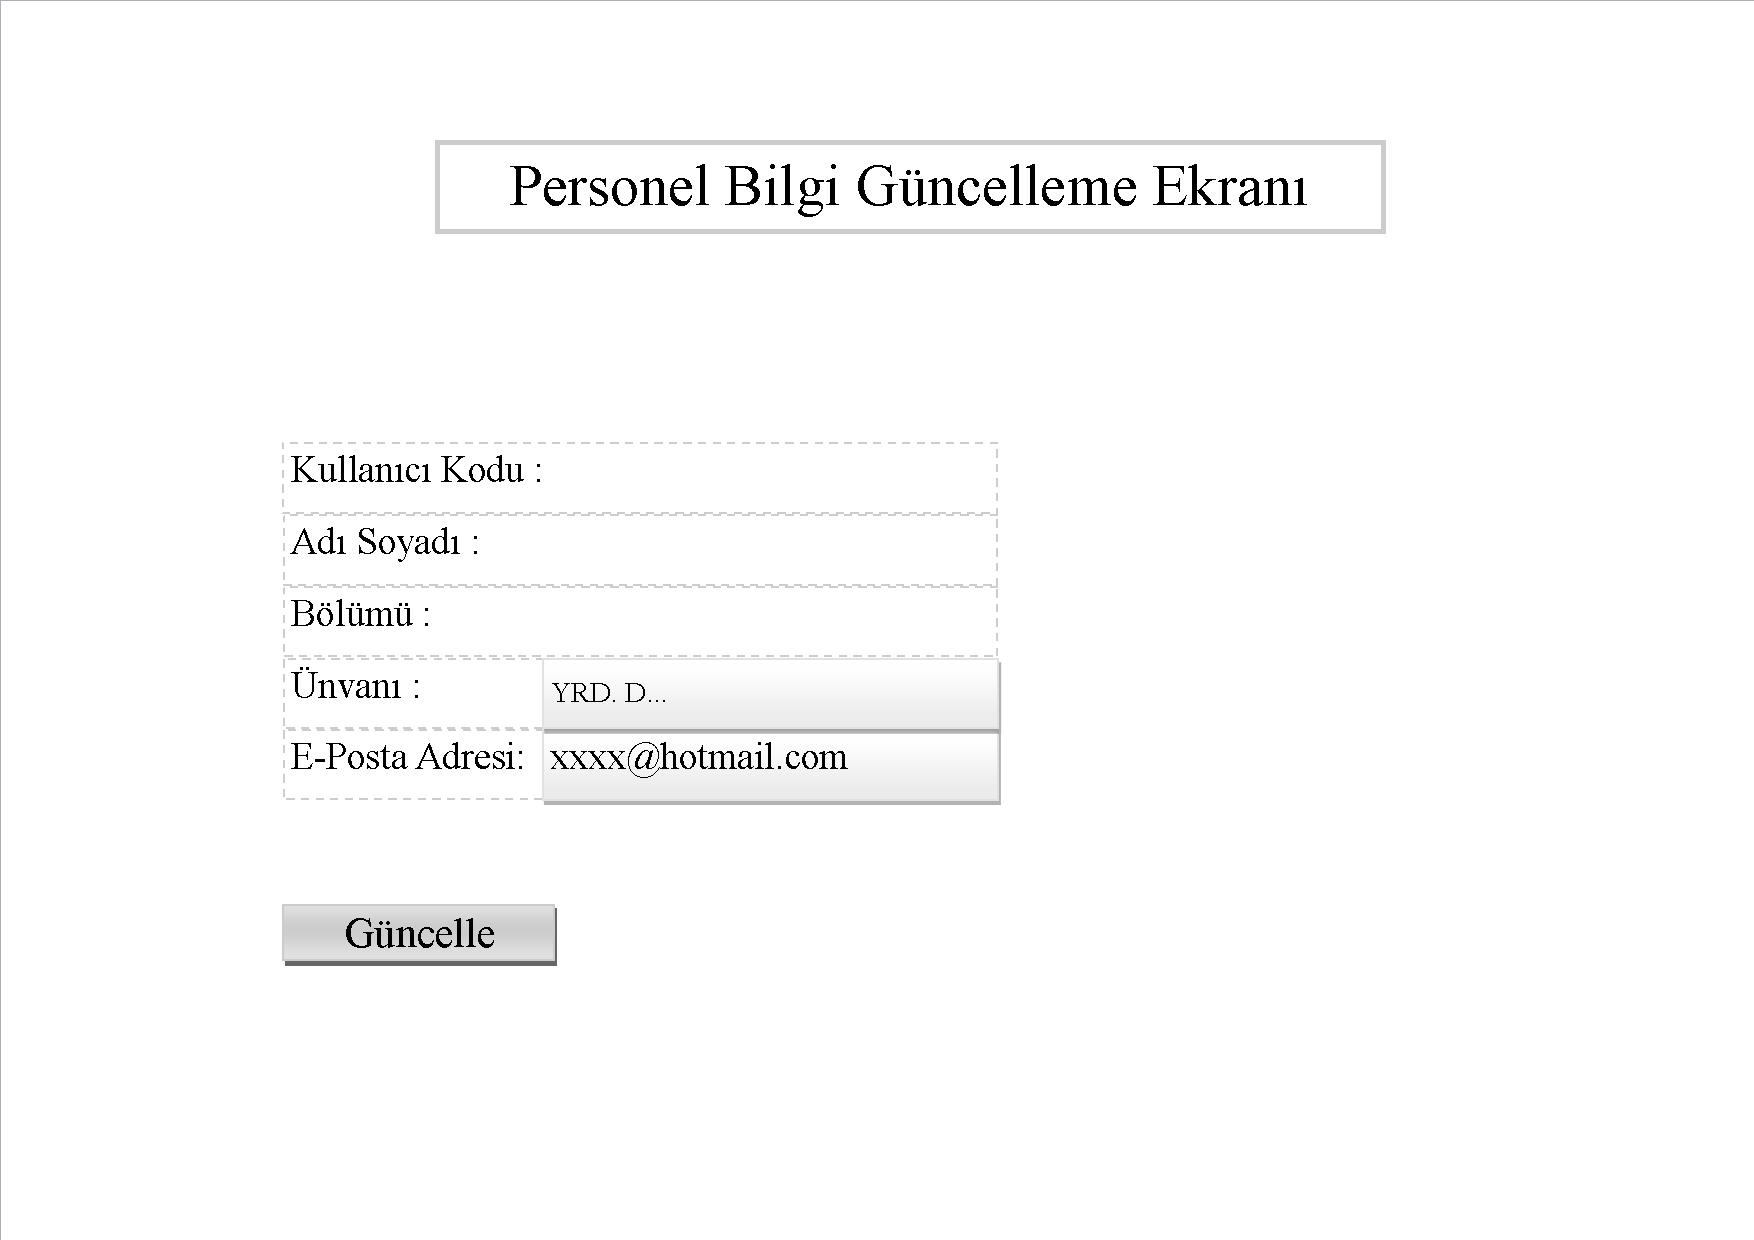 Personel Bilgi Güncelleme Ekranı
Kullanıcı Kodu :
Adı Soyadı :
Bölümü :
Ünvanı : YRD. D...
E-Posta Adresi: xxxx@hotmail.com
Güncelle